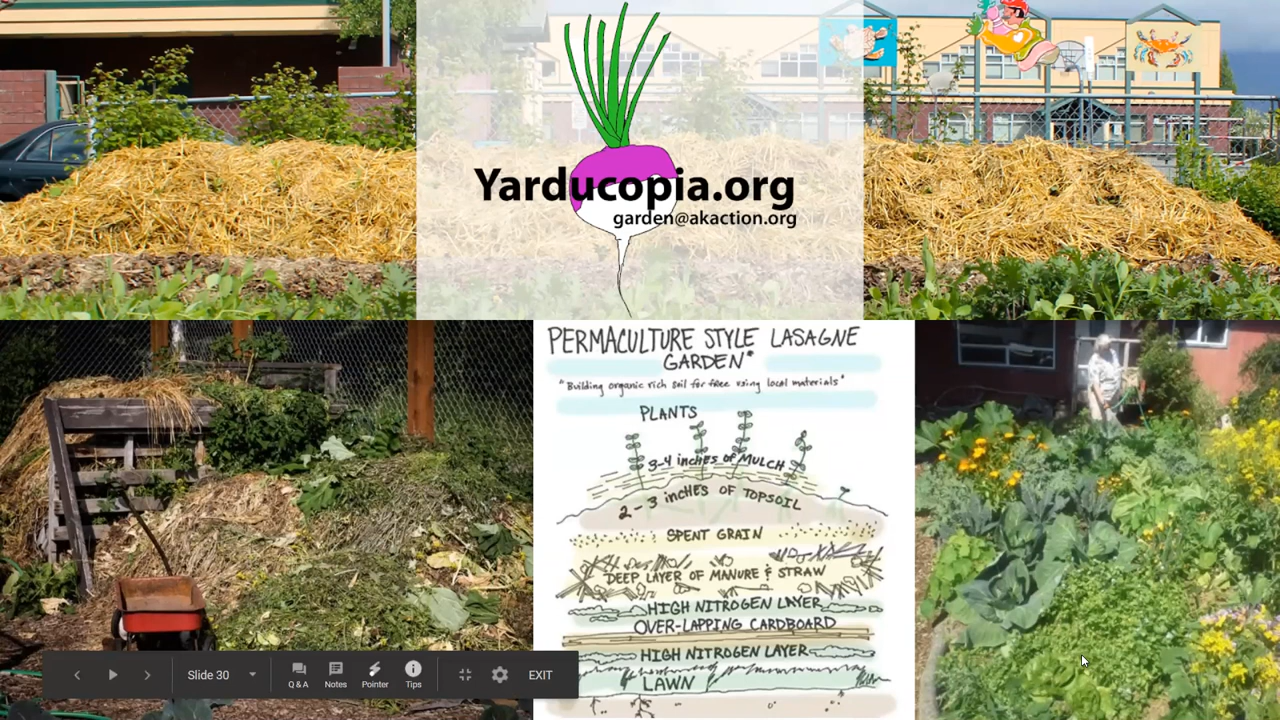 Yarducopia.org
garden@akaction.org
PERMACULTURE STYLE LASAGNE
GARDEN*
"Building organic rich soil for free using local materials"
PLANTS
3-4 inches of MULCH
2-3 inches OF TOPSOIL
SPENT GRAIN
DEEP LAYER OF MANURE & STRAW
HIGH NITROGEN LAYER
OVER-LAPPING CARDBOARD
HIGH NITROGEN LAYER
LAWN
Slide 30
Q & A
Notes
Pointer
Tips
EXIT